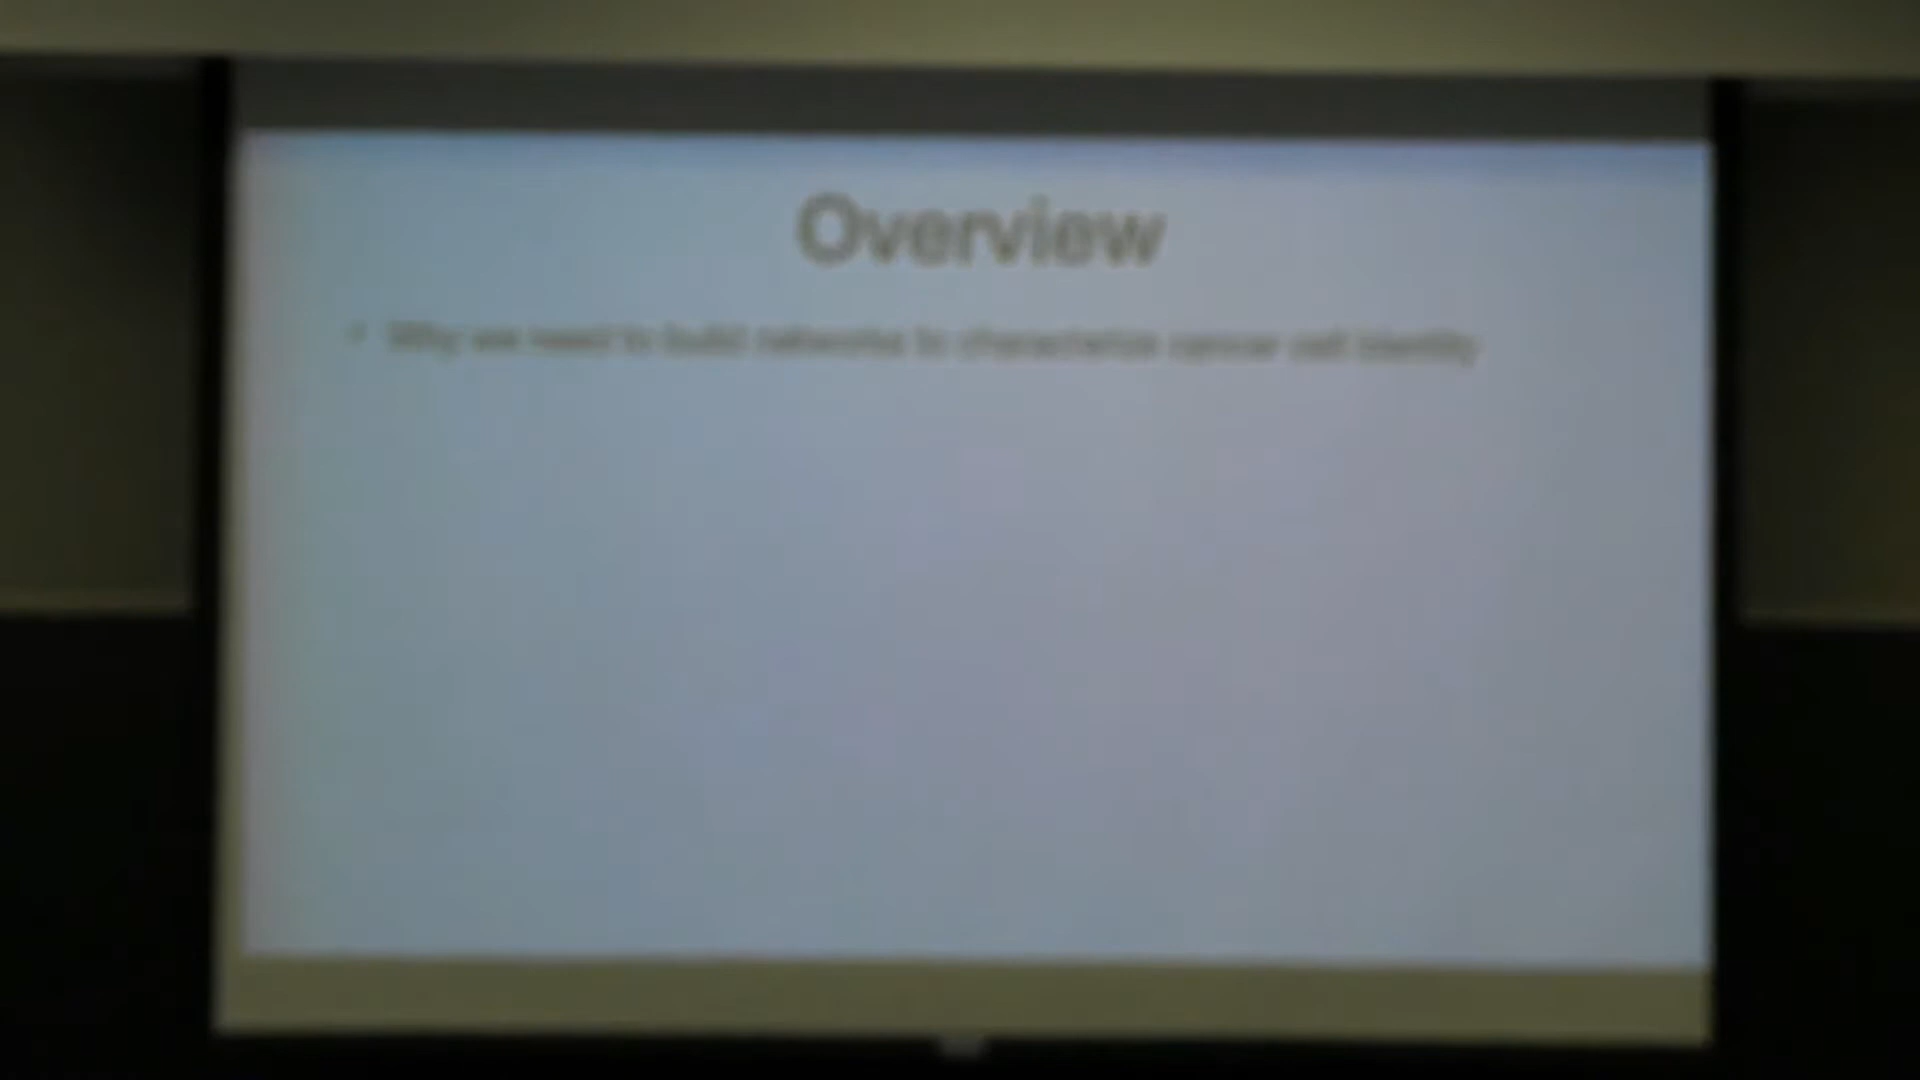 Overview
• Why we need to build networks to characterize cancer cell identity